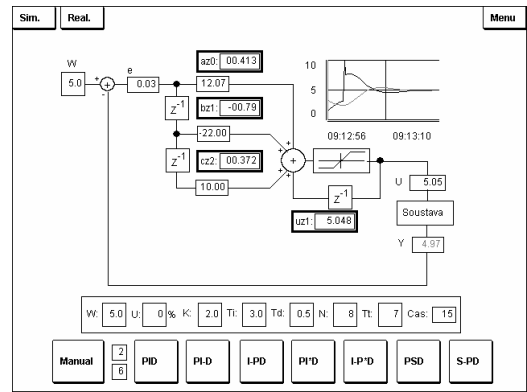 Sim. Real. Menu
W
5.0
+
-
e
0.03
az0: 00.413
12.07
Z-1
bz1: -00.79
-22.00
Z-1
cz2: 00.372
10.00
+
+
+
+
+
Z-1
uz1: 5.048
10
5
0
09:12:56 09:13:10
U 5.05
Soustava
Y 4.97
W: 5.0 U: 0 % K: 2.0 Ti: 3.0 Td: 0.5 N: 8 Tt: 7 Cas: 15
Manual 2 6 PID PI-D I-PD PI'D I-P'D PSD S-PD